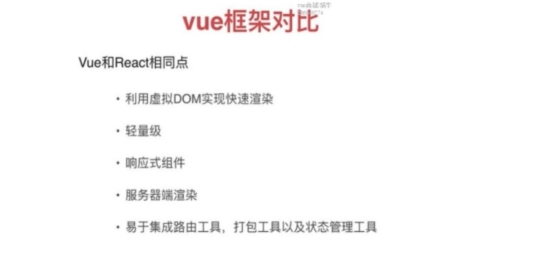 vue框架对比
Vue和React相同点
• 利用虚拟DOM实现快速渲染
• 轻量级
• 响应式组件
• 服务器端渲染
• 易于集成路由工具，打包工具以及状态管理工具